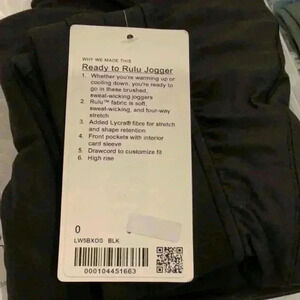 WHY WE MADE THIS
Ready to Rulu Jogger
1. Whether you're warming up or
cooling down, you're ready to
go in these brushed,
sweat-wicking joggers
2. Rulu™ fabric is soft,
sweat-wicking, and four-way
stretch
3. Added Lycra® fibre for stretch
and shape retention
4. Front pockets with interior
card sleeve
5. Drawcord to customize fit
6. High rise
0
LW5BXOS BLK
000104451663